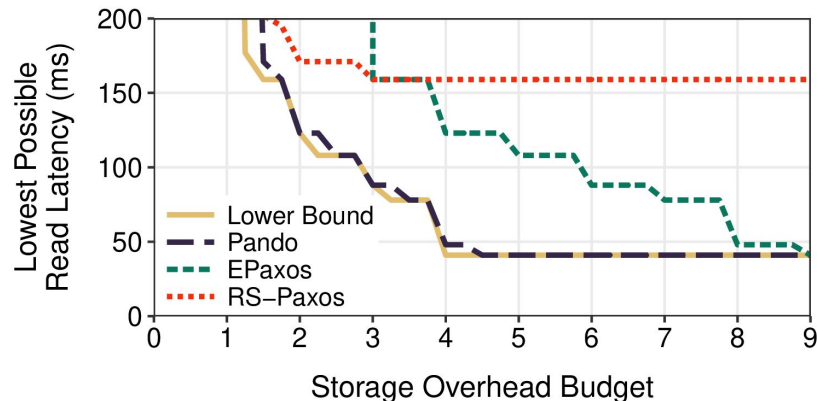 Lowest Possible
Read Latency (ms)
200
150
100
50
0
Lower Bound
Pando
EPaxos
RS−Paxos
0 1 2 3 4 5 6 7 8 9
Storage Overhead Budget